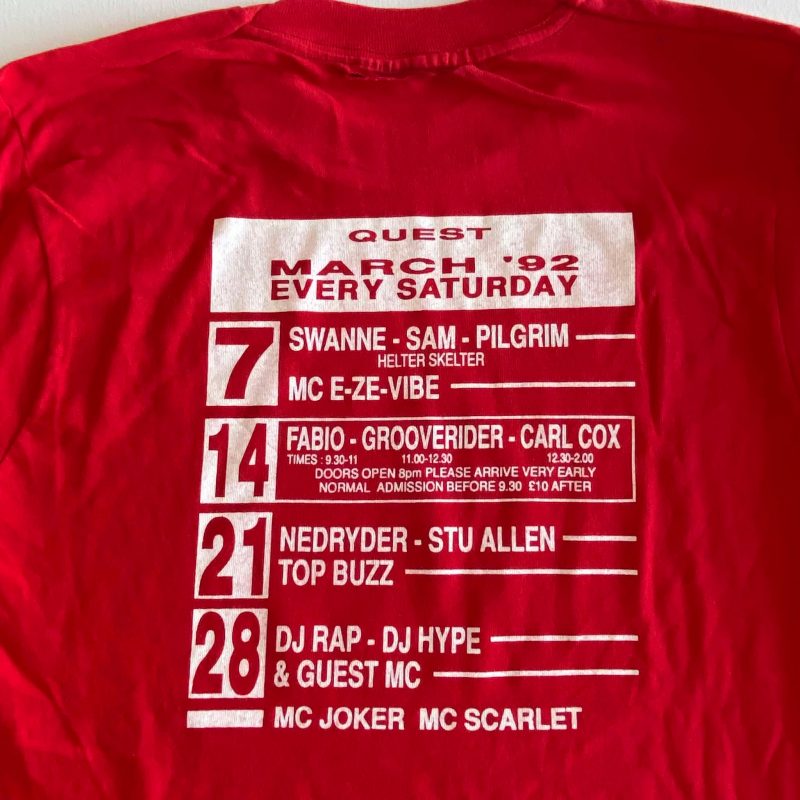 QUEST
MARCH '92
EVERY SATURDAY
7 SWANNE - SAM - PILGRIM
HELTER SKELTER
MC E-ZE-VIBE
14 FABIO - GROOVERIDER - CARL COX
TIMES : 9.30-11 11.00-12.30 12.30-2.00
DOORS OPEN 8pm PLEASE ARRIVE VERY EARLY
NORMAL ADMISSION BEFORE 9.30 £10 AFTER
21 NEDRYDER - STU ALLEN
TOP BUZZ
28 DJ RAP - DJ HYPE
& GUEST MC
MC JOKER MC SCARLET